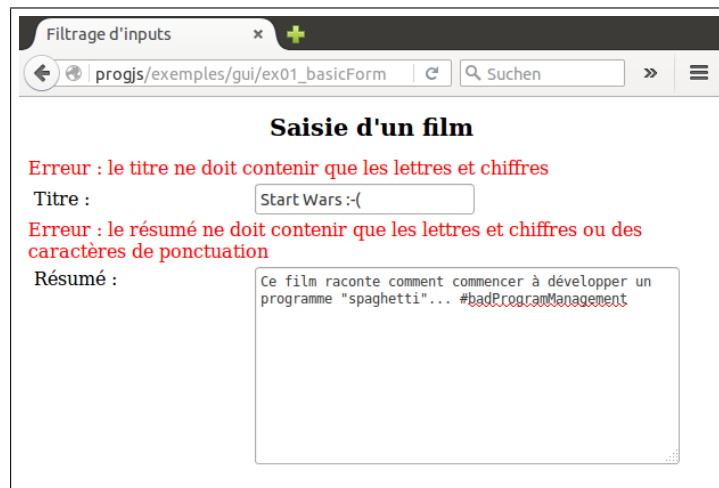 Filtrage d'inputs
progjs/exemples/gui/ex01_basicForm
Suchen
Saisie d'un film
Erreur : le titre ne doit contenir que les lettres et chiffres
Titre :
Start Wars :-(
Erreur : le résumé ne doit contenir que les lettres et chiffres ou des
caractères de ponctuation
Résumé :
Ce film raconte comment commencer à développer un
programme "spaghetti"... #badProgramManagement